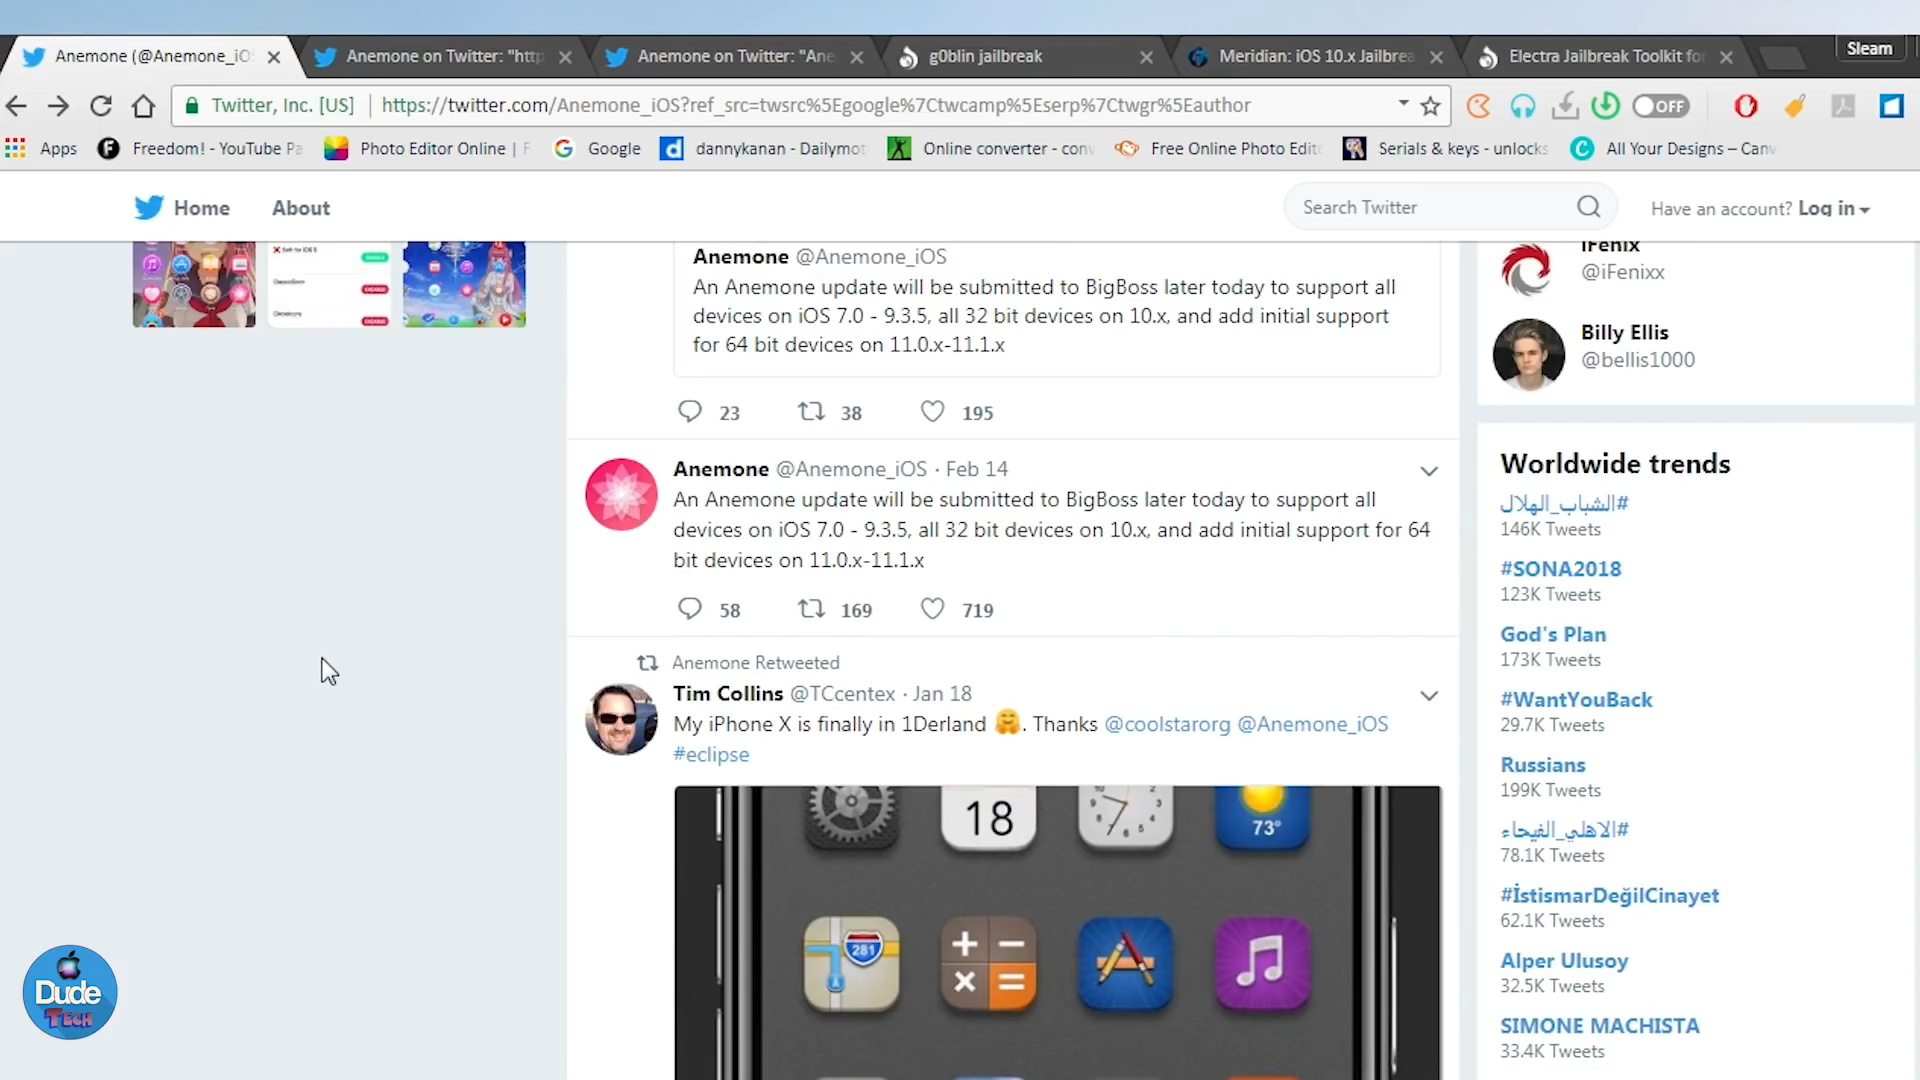 Anemone (@Anemone_iOS
Anemone on Twitter: "http
Anemone on Twitter: "Ane
g0blin jailbreak
Meridian: iOS 10.x Jailbrea
Electra Jailbreak Toolkit for
Sleam
Twitter, Inc. [US]
https://twitter.com/Anemone_iOS?ref_src=twsrc%5Egoogle%7Ctwcamp%5Eserp%7Ctwgr%5Eauthor
OFF
Apps
Freedom! - YouTube Pa
Photo Editor Online | F
Google
dannykanan - Dailymot
Online converter - conv
Free Online Photo Edito
Serials & keys - unlocks
All Your Designs – Canv
Home
About
Search Twitter
Have an account? Log in
Anemone @Anemone_iOS
An Anemone update will be submitted to BigBoss later today to support all
devices on iOS 7.0 - 9.3.5, all 32 bit devices on 10.x, and add initial support
for 64 bit devices on 11.0.x-11.1.x
23
38
195
Anemone @Anemone_iOS · Feb 14
An Anemone update will be submitted to BigBoss later today to support all
devices on iOS 7.0 - 9.3.5, all 32 bit devices on 10.x, and add initial support for 64
bit devices on 11.0.x-11.1.x
58
169
719
Anemone Retweeted
Tim Collins @TCcentex · Jan 18
My iPhone X is finally in 1Derland 🤗. Thanks @coolstarorg @Anemone_iOS
#eclipse
18
73°
281
iFenix
@iFenixx
Billy Ellis
@bellis1000
Worldwide trends
#الشباب_الهلال
146K Tweets
#SONA2018
123K Tweets
God's Plan
173K Tweets
#WantYouBack
29.7K Tweets
Russians
199K Tweets
#الاهلي_الفيحاء
78.1K Tweets
#İstismarDeğilCinayet
62.1K Tweets
Alper Ulusoy
32.5K Tweets
SIMONE MACHISTA
33.4K Tweets
Dude
TECH